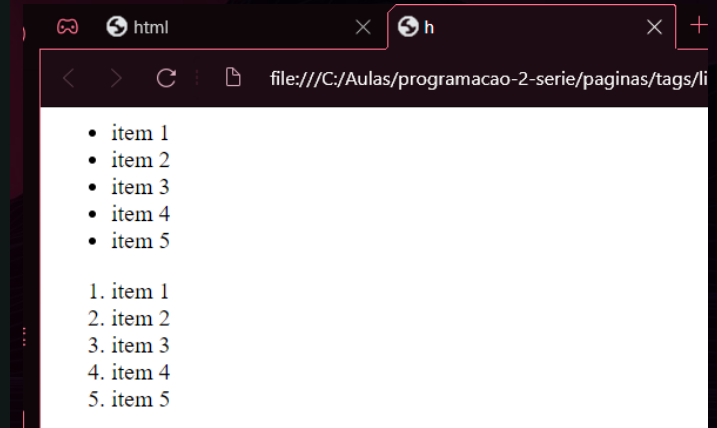 html
h
file:///C:/Aulas/programacao-2-serie/paginas/tags/li
• item 1
• item 2
• item 3
• item 4
• item 5
1. item 1
2. item 2
3. item 3
4. item 4
5. item 5